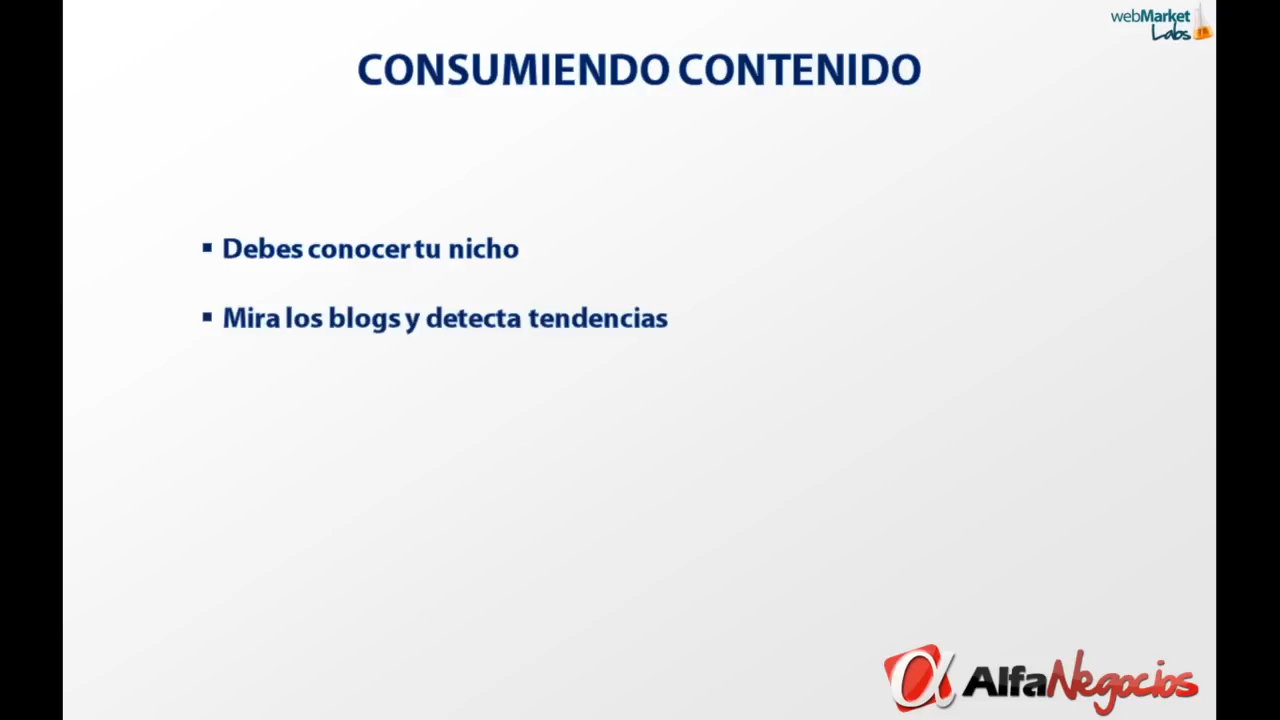 webMarket
Labs
CONSUMIENDO CONTENIDO
▪ Debes conocer tu nicho
▪ Mira los blogs y detecta tendencias
α AlfaNegocios